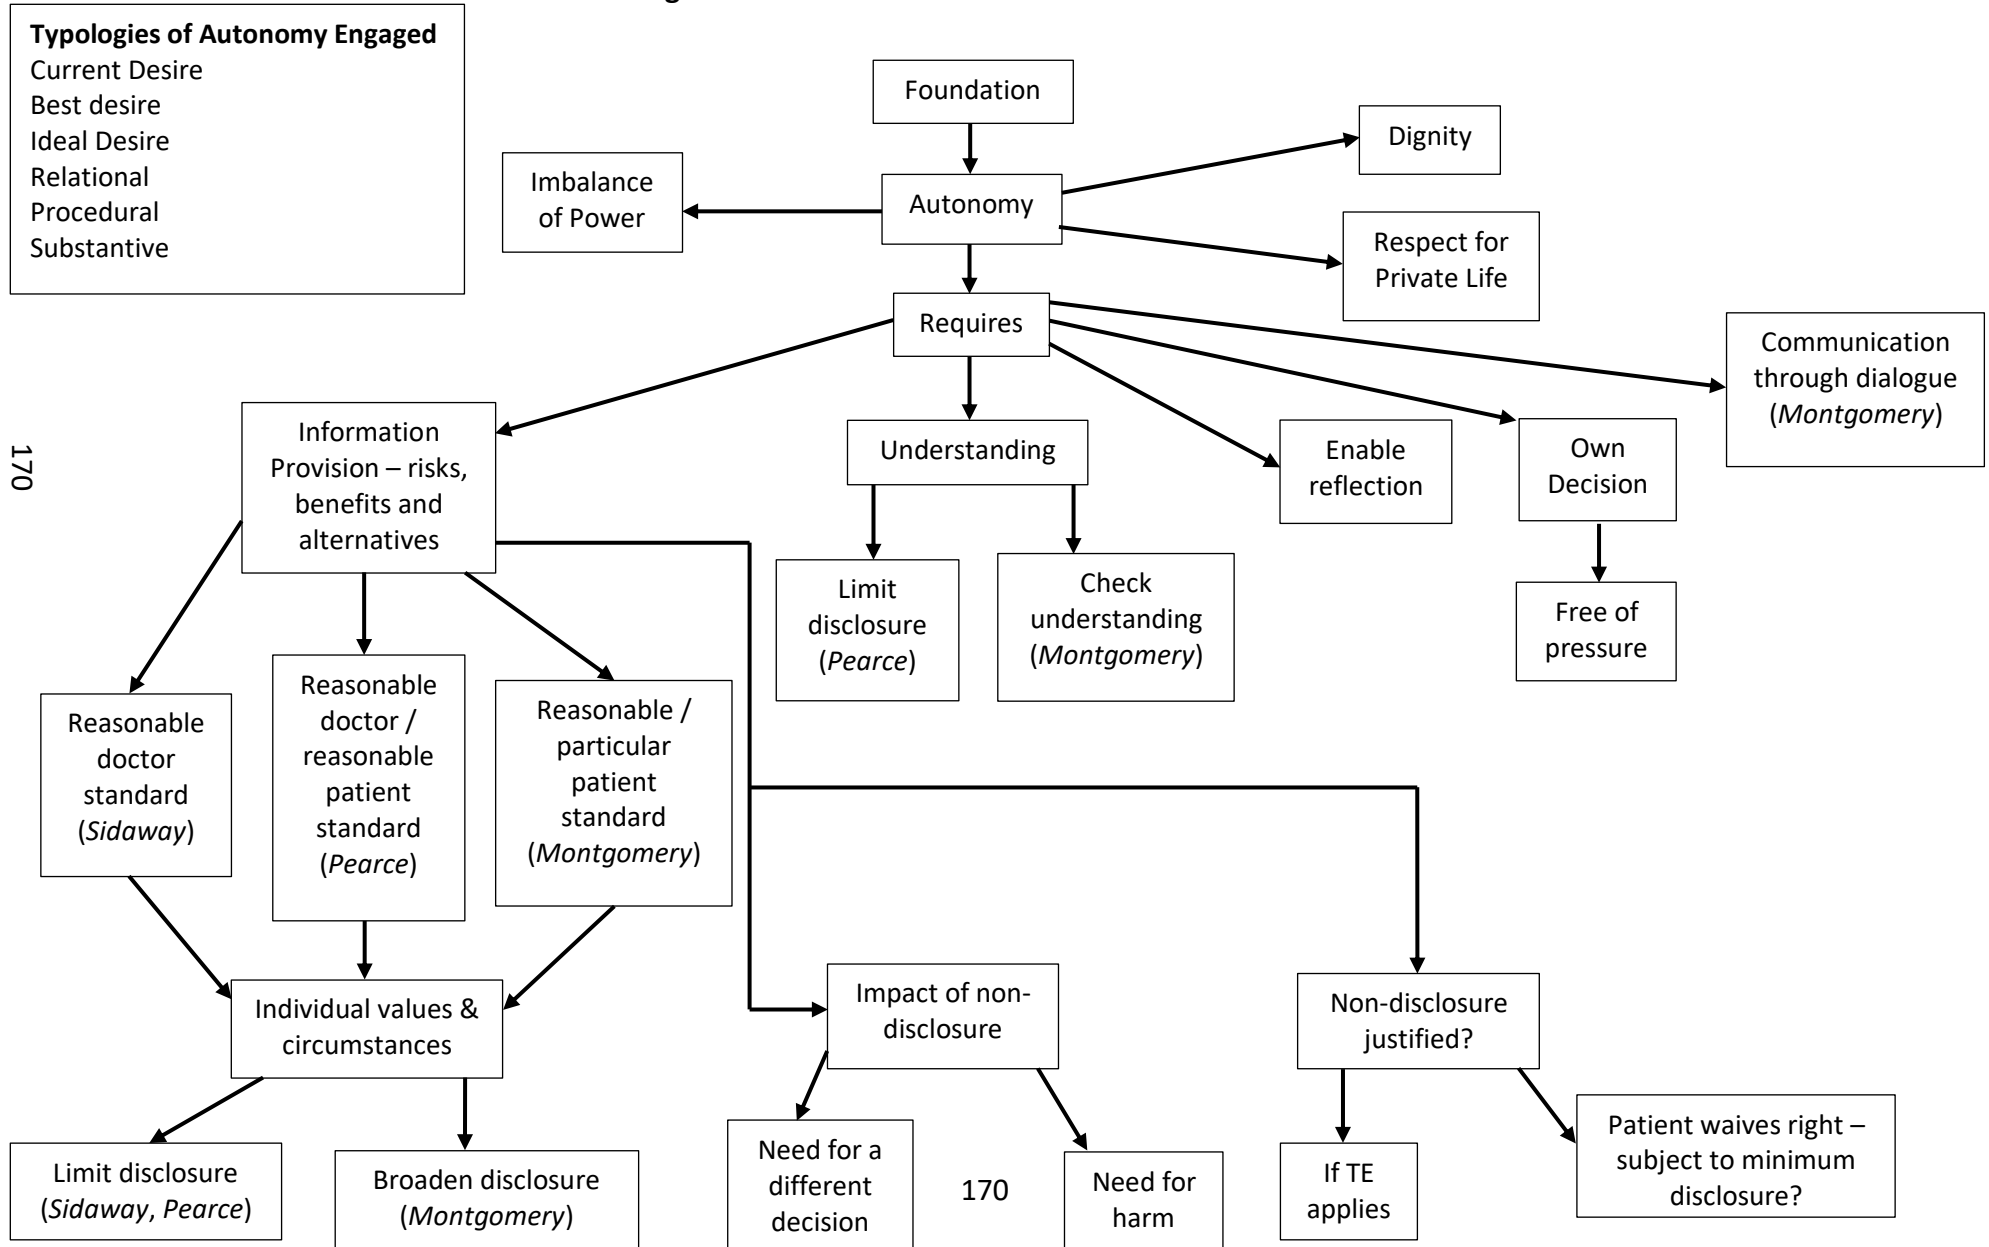 Typologies of Autonomy Engaged
Current Desire
Best desire
Ideal Desire
Relational
Procedural
Substantive
Foundation
Dignity
Imbalance
of Power
Autonomy
Respect for
Private Life
Requires
Communication
through dialogue
(Montgomery)
Information
Provision – risks,
benefits and
alternatives
Understanding
Enable
reflection
Own
Decision
170
Limit
disclosure
(Pearce)
Check
understanding
(Montgomery)
Free of
pressure
Reasonable
doctor
standard
(Sidaway)
Reasonable
doctor /
reasonable
patient
standard
(Pearce)
Reasonable /
particular
patient
standard
(Montgomery)
Individual values &
circumstances
Impact of non-
disclosure
Non-disclosure
justified?
Limit disclosure
(Sidaway, Pearce)
Broaden disclosure
(Montgomery)
Need for a
different
decision
170
Need for
harm
If TE
applies
Patient waives right –
subject to minimum
disclosure?